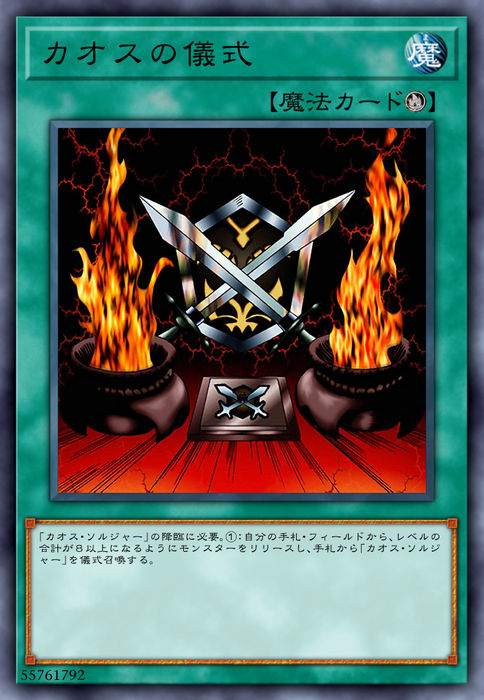 カオスの儀式
魔
【魔法カード】
「カオス・ソルジャー」の降臨に必要。①:自分の手札・フィールドから、レベルの
合計が8以上になるようにモンスターをリリースし、手札から「カオス・ソルジ
ャー」を儀式召喚する。
55761792